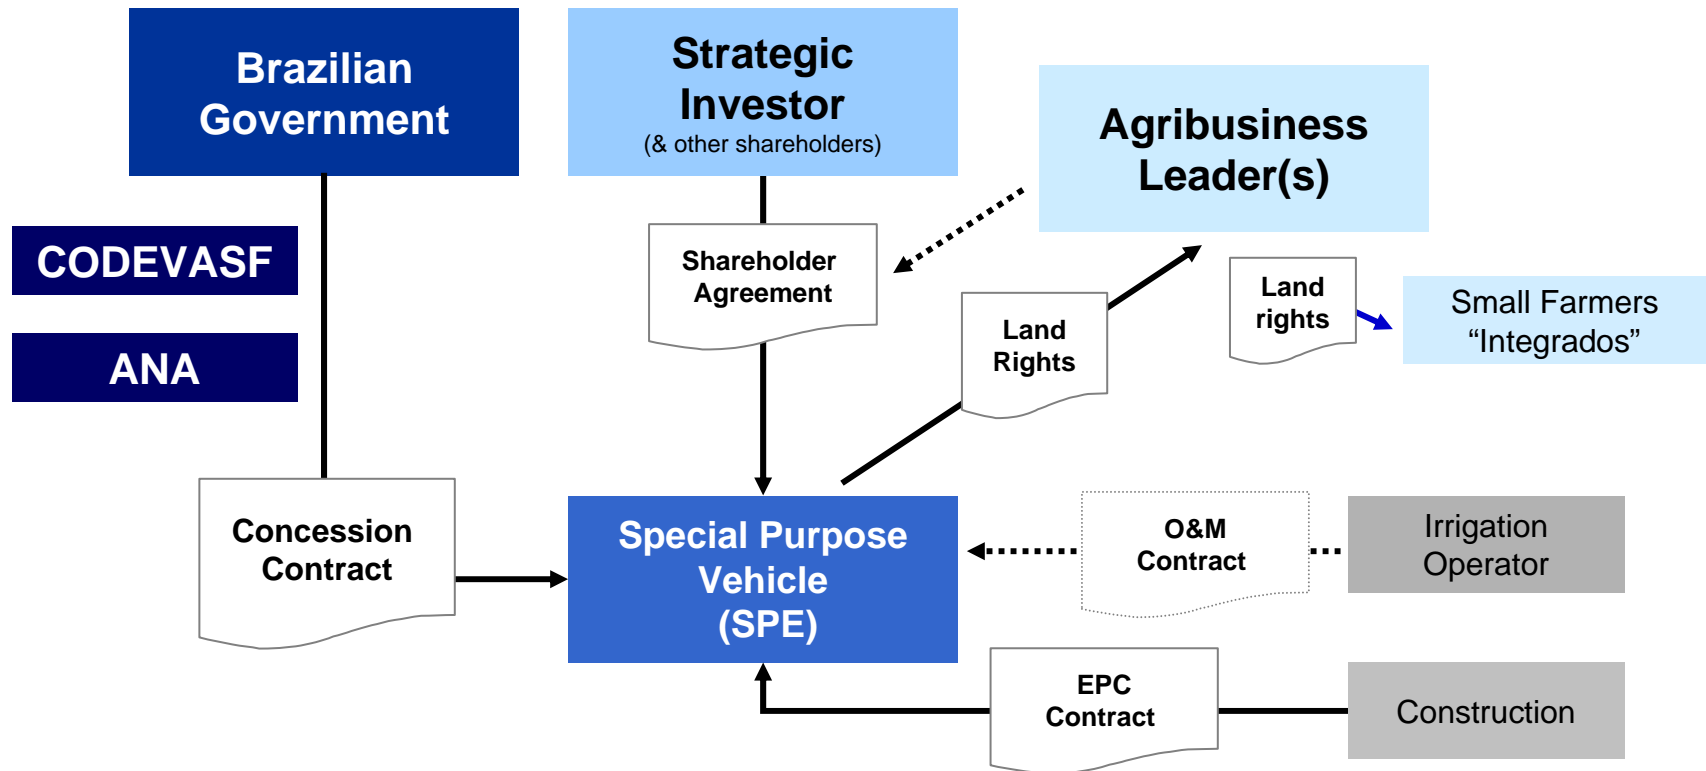 Brazilian
Government
Strategic
Investor
(& other shareholders)
Agribusiness
Leader(s)
CODEVASF
ANA
Shareholder
Agreement
Land
Rights
Land
rights
Small Farmers
“Integrados”
Concession
Contract
Special Purpose
Vehicle
(SPE)
O&M
Contract
Irrigation
Operator
EPC
Contract
Construction